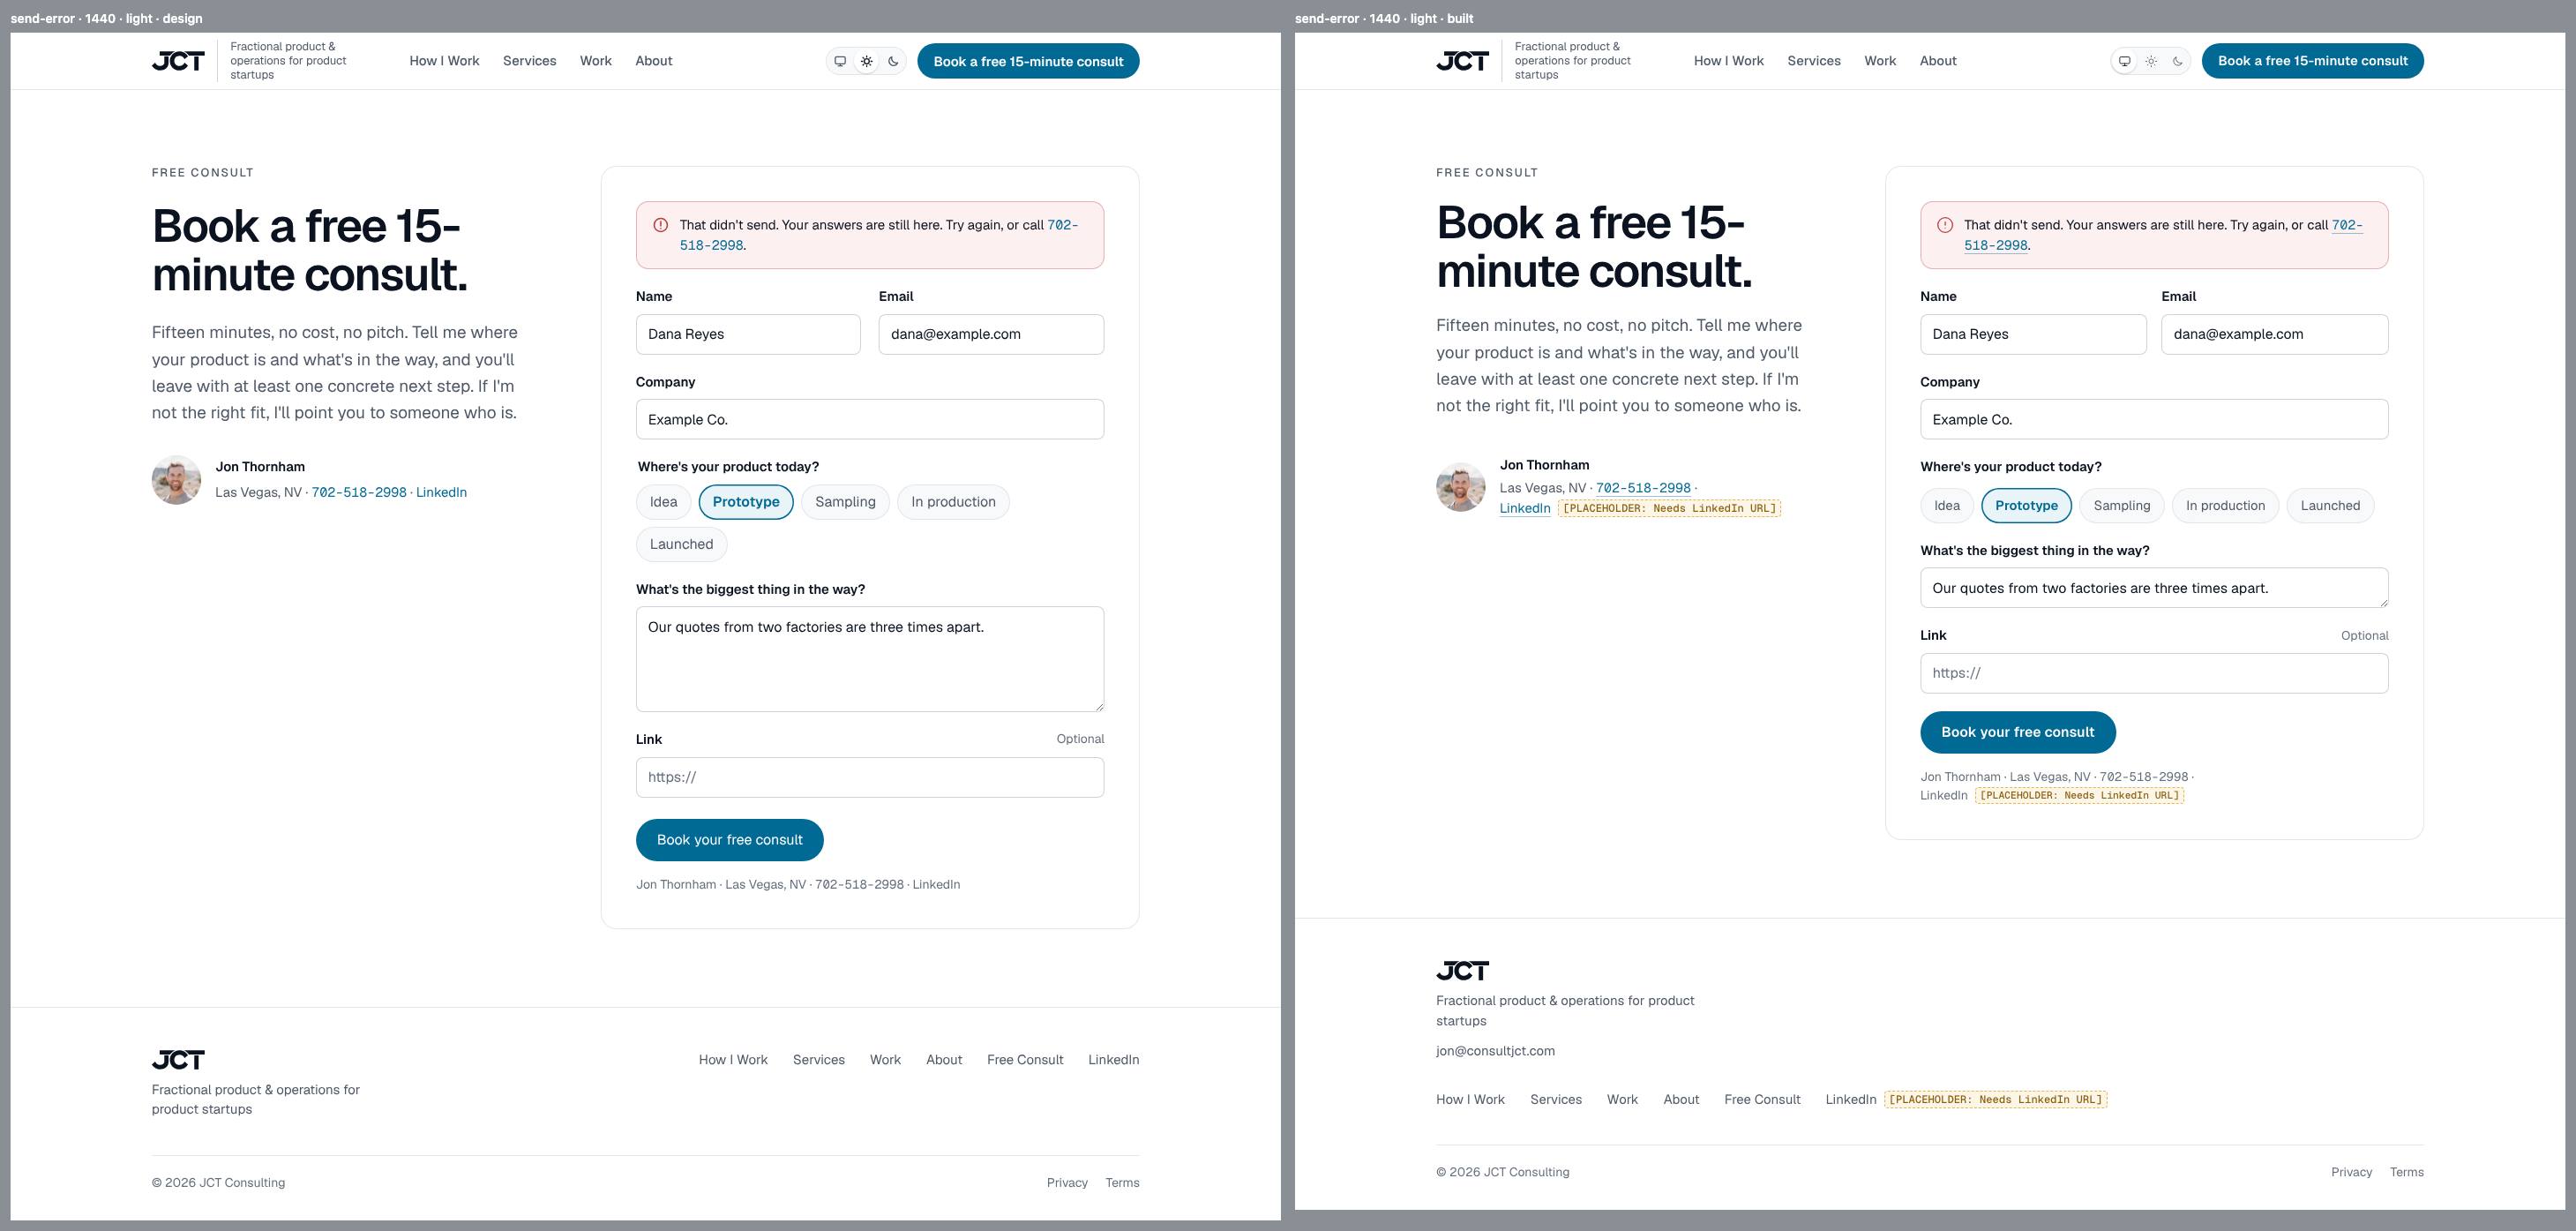 send-error · 1440 · light · design
JCT
Fractional product &
operations for product
startups
How I Work
Services
Work
About
Book a free 15-minute consult
FREE CONSULT
Book a free 15-
minute consult.
Fifteen minutes, no cost, no pitch. Tell me where
your product is and what's in the way, and you'll
leave with at least one concrete next step. If I'm
not the right fit, I'll point you to someone who is.
Jon Thornham
Las Vegas, NV · 702-518-2998 · LinkedIn
That didn't send. Your answers are still here. Try again, or call 702-
518-2998.
Name
Email
Dana Reyes
dana@example.com
Company
Example Co.
Where's your product today?
Idea
Prototype
Sampling
In production
Launched
What's the biggest thing in the way?
Our quotes from two factories are three times apart.
Link
Optional
https://
Book your free consult
Jon Thornham · Las Vegas, NV · 702-518-2998 · LinkedIn
JCT
Fractional product & operations for
product startups
How I Work
Services
Work
About
Free Consult
LinkedIn
© 2026 JCT Consulting
Privacy
Terms
send-error · 1440 · light · built
JCT
Fractional product &
operations for product
startups
How I Work
Services
Work
About
Book a free 15-minute consult
FREE CONSULT
Book a free 15-
minute consult.
Fifteen minutes, no cost, no pitch. Tell me where
your product is and what's in the way, and you'll
leave with at least one concrete next step. If I'm
not the right fit, I'll point you to someone who is.
Jon Thornham
Las Vegas, NV · 702-518-2998 ·
LinkedIn [PLACEHOLDER: Needs LinkedIn URL]
That didn't send. Your answers are still here. Try again, or call 702-
518-2998.
Name
Email
Dana Reyes
dana@example.com
Company
Example Co.
Where's your product today?
Idea
Prototype
Sampling
In production
Launched
What's the biggest thing in the way?
Our quotes from two factories are three times apart.
Link
Optional
https://
Book your free consult
Jon Thornham · Las Vegas, NV · 702-518-2998 ·
LinkedIn [PLACEHOLDER: Needs LinkedIn URL]
JCT
Fractional product & operations for product
startups
jon@consultjct.com
How I Work
Services
Work
About
Free Consult
LinkedIn [PLACEHOLDER: Needs LinkedIn URL]
© 2026 JCT Consulting
Privacy
Terms